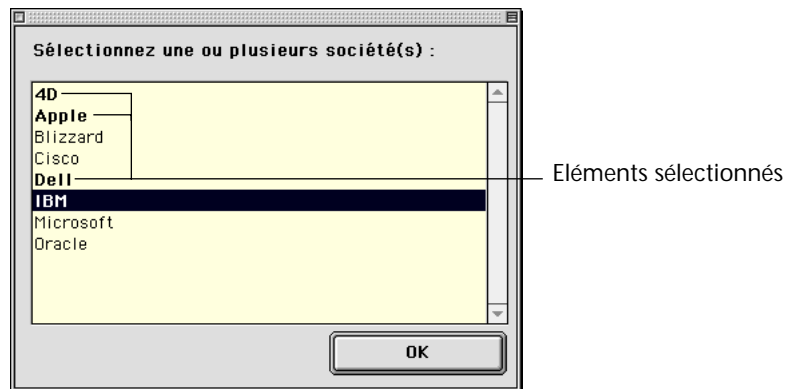 Sélectionnez une ou plusieurs société(s) :
4D
Apple
Blizzard
Cisco
Dell
Eléments sélectionnés
IBM
Microsoft
Oracle
OK